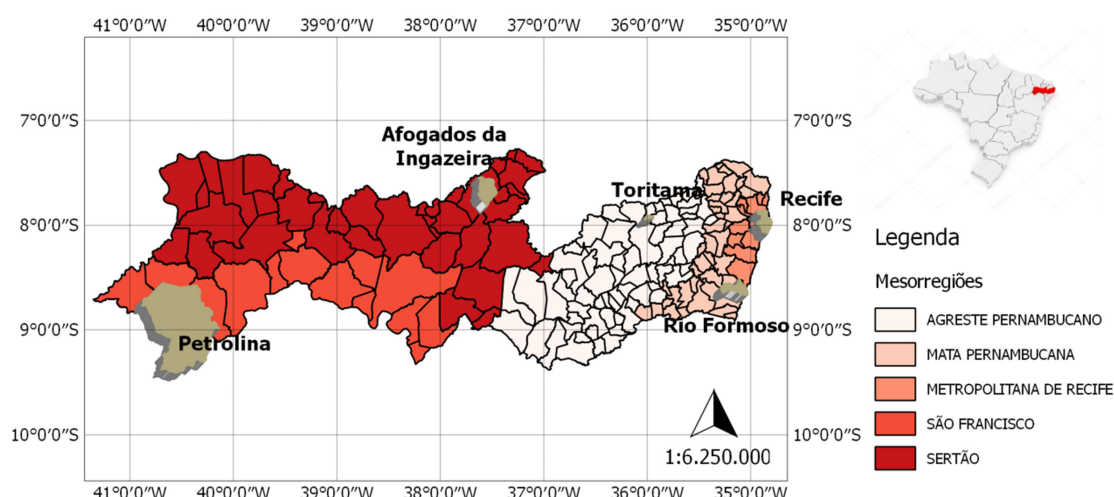 41°0′0″W 40°0′0″W 39°0′0″W 38°0′0″W 37°0′0″W 36°0′0″W 35°0′0″W
7°0′0″S 7°0′0″S
Afogados da
Ingazeira
Toritama
Recife
8°0′0″S 8°0′0″S
Rio Formoso
9°0′0″S 9°0′0″S
Petrolina
10°0′0″S 10°0′0″S
1:6.250.000
41°0′0″W 40°0′0″W 39°0′0″W 38°0′0″W 37°0′0″W 36°0′0″W 35°0′0″W
Legenda
Mesorregiões
AGRESTE PERNAMBUCANO
MATA PERNAMBUCANA
METROPOLITANA DE RECIFE
SÃO FRANCISCO
SERTÃO